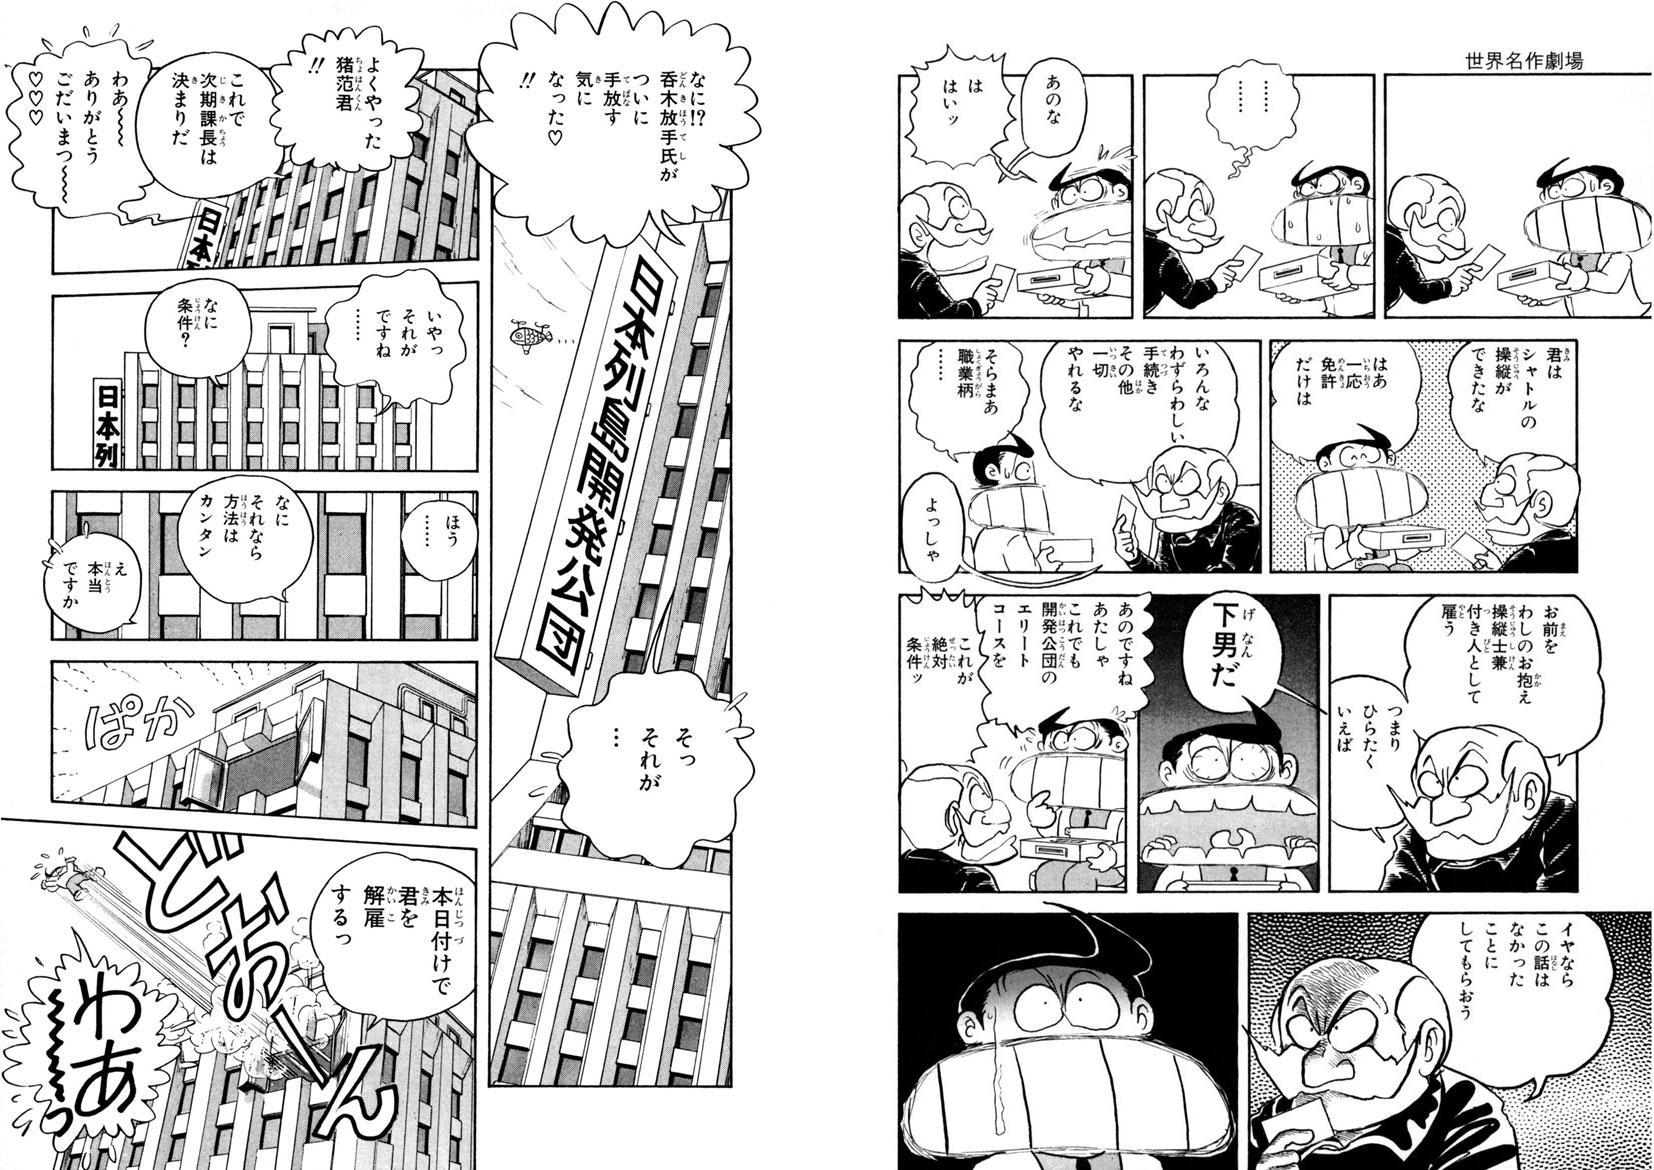 世界名作劇場
……
……
あのな
は
はいッ
君は
シャトルの
操縦が
できたな
はあ
一応
免許
だけは
いろんな
わずらわしい
手続き
その他
一切
やれるな
そらまあ
職業柄
……
よっしゃ
お前を
わしのお抱え
操縦士兼
付き人として
雇う
つまり
ひらたく
いえば
下男だ
あのですね
あたしゃ
これでも
開発公団の
エリート
コースを
これが
絶対
条件ッ
イヤなら
この話は
なかった
ことに
してもらおう
なに!?
呑木放手氏が
ついに
手放す
気に
なった♡
!!
日本列島開発公団
そっ
それが
…
よくやった
猪范君
!!
これで
次期課長は
決まりだ
わあ〜〜
ありがとう
ごだいまつ〜〜
♡♡♡
日本列
いやっ
それが
ですね
……
なに
条件?
日本列
ほう
……
なに
それなら
方法は
カンタン
え
本当
ですか
ぱか
本日付けで
君を
解雇
するっ
どおーん
わあ〜〜っ